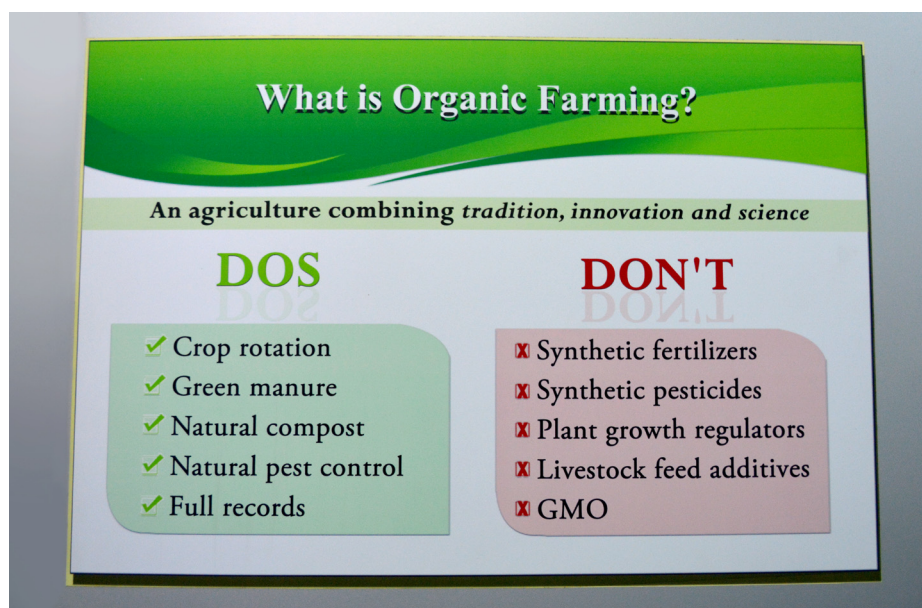 What is Organic Farming?
An agriculture combining tradition, innovation and science
DOS
Crop rotation
Green manure
Natural compost
Natural pest control
Full records
DON'T
Synthetic fertilizers
Synthetic pesticides
Plant growth regulators
Livestock feed additives
GMO